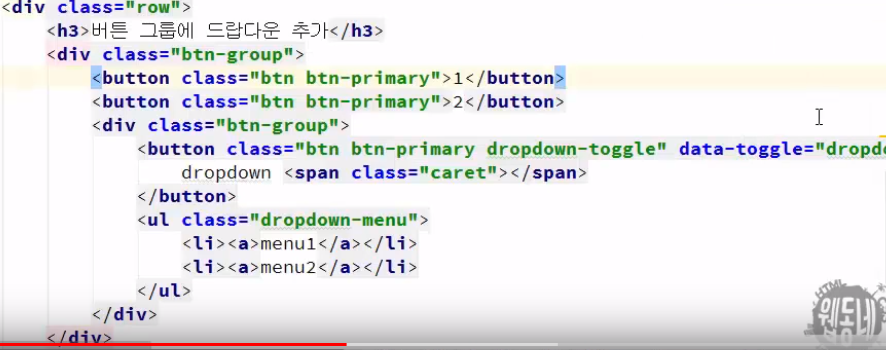 <div class="row">
<h3>버튼 그룹에 드랍다운 추가</h3>
<div class="btn-group">
<button class="btn btn-primary">1</button>
<button class="btn btn-primary">2</button>
<div class="btn-group">
<button class="btn btn-primary dropdown-toggle" data-toggle="dropd
dropdown <span class="caret"></span>
</button>
<ul class="dropdown-menu">
<li><a>menu1</a></li>
<li><a>menu2</a></li>
</ul>
</div>
</div>
HTML
웹동네